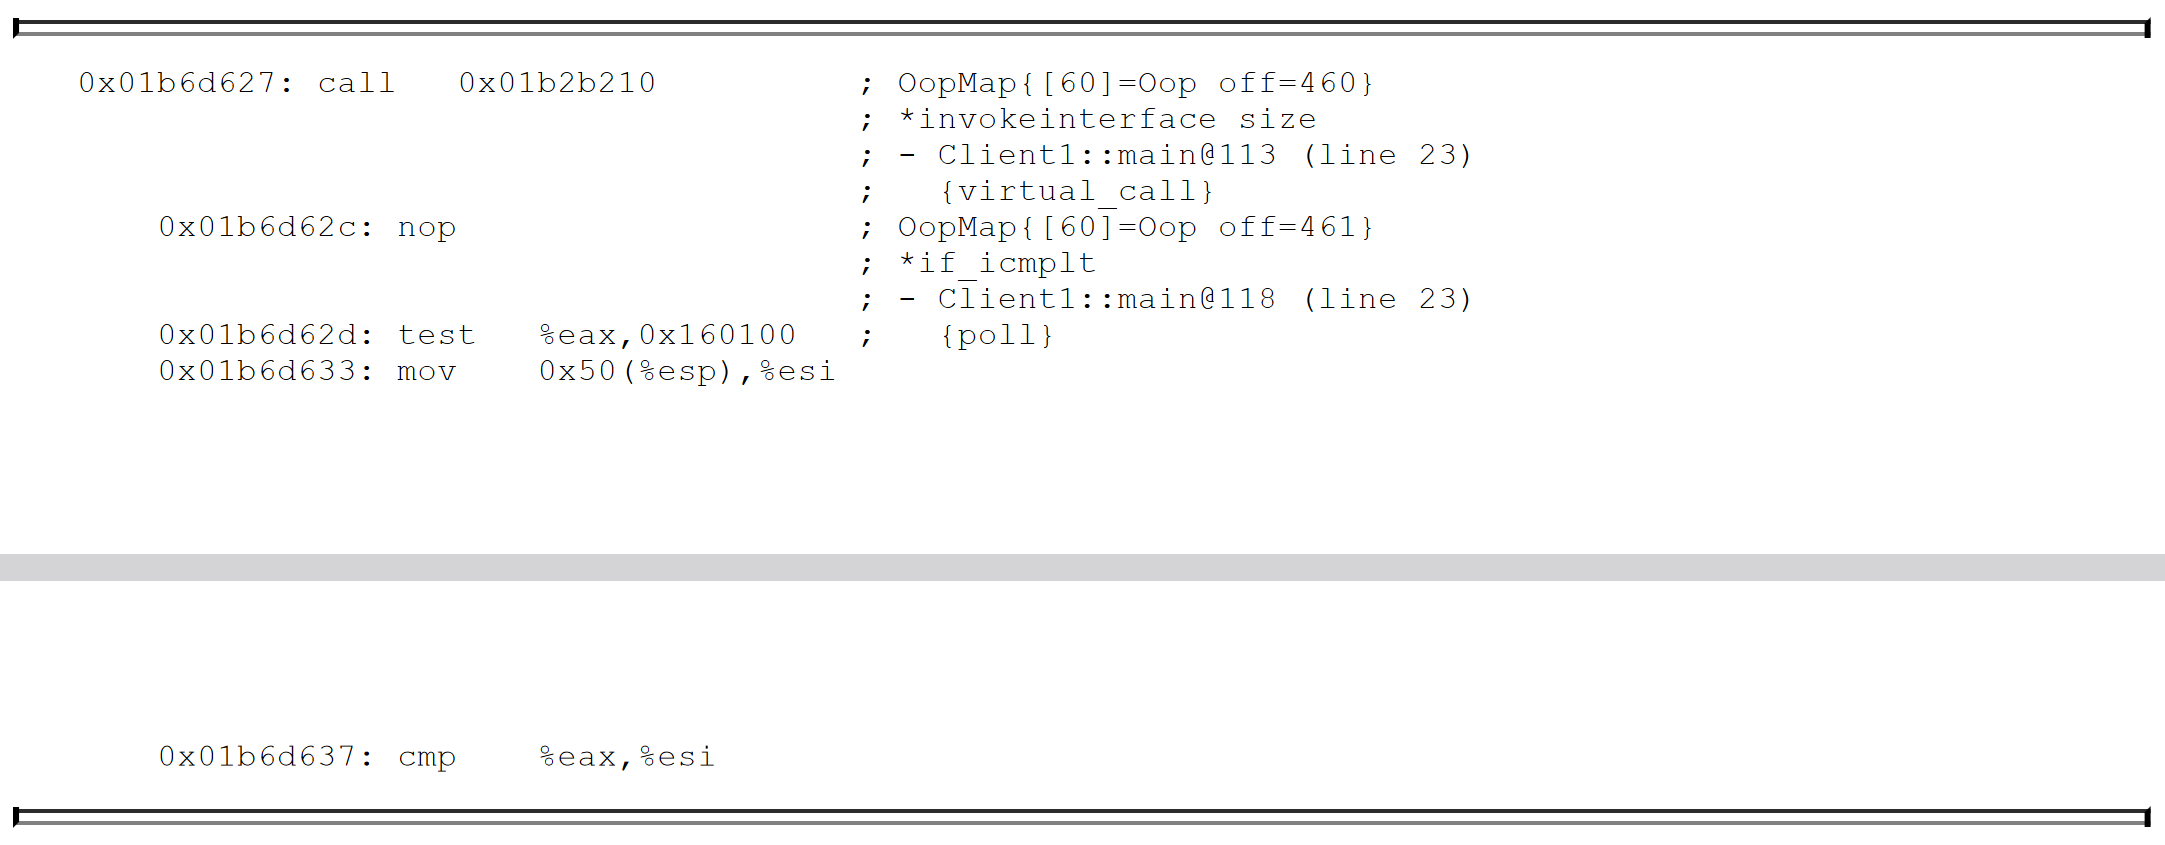 0x01b6d627: call   0x01b2b210          ; OopMap{[60]=Oop off=460}
                                       ; *invokeinterface size
                                       ; - Client1::main@113 (line 23)
                                       ;   {virtual_call}
    0x01b6d62c: nop                    ; OopMap{[60]=Oop off=461}
                                       ; *if_icmplt
                                       ; - Client1::main@118 (line 23)
    0x01b6d62d: test   %eax,0x160100   ;   {poll}
    0x01b6d633: mov    0x50(%esp),%esi
    0x01b6d637: cmp    %eax,%esi